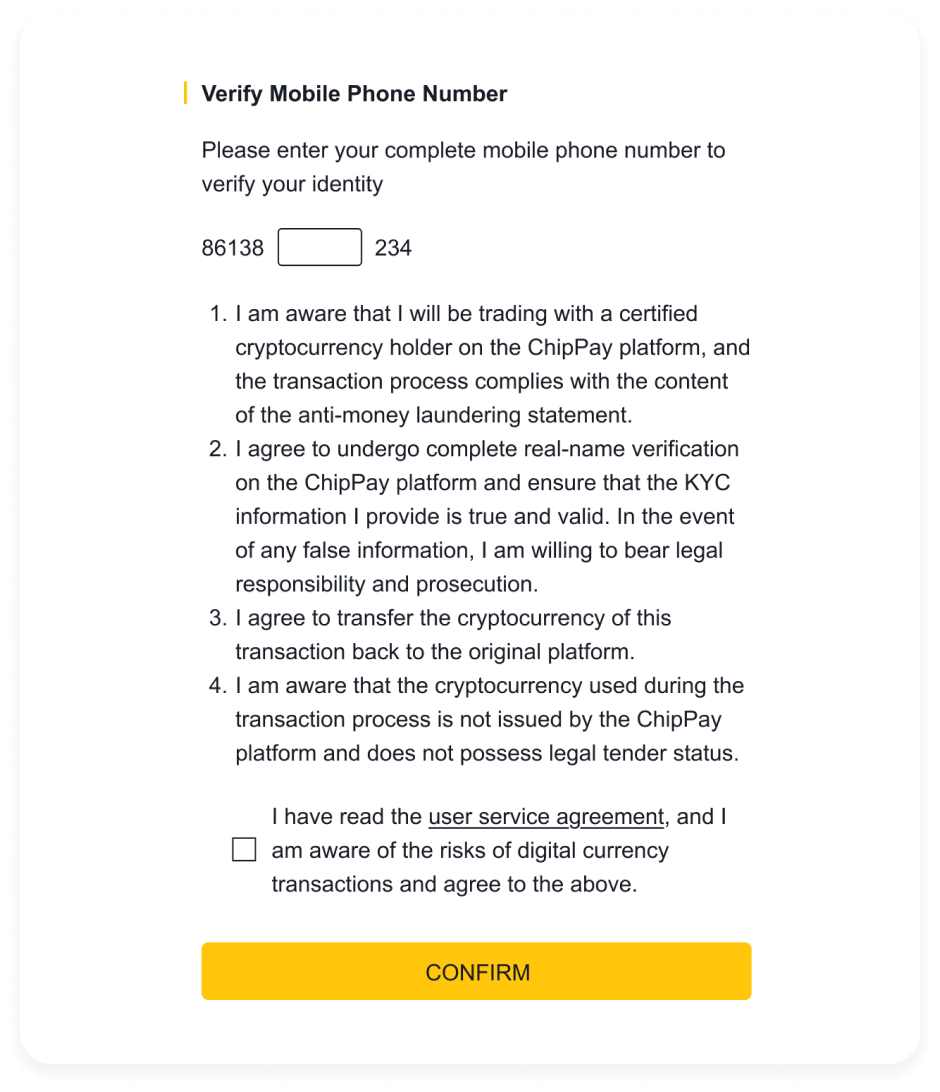 Verify Mobile Phone Number
Please enter your complete mobile phone number to
verify your identity
86138 234
1. I am aware that I will be trading with a certified
cryptocurrency holder on the ChipPay platform, and
the transaction process complies with the content
of the anti-money laundering statement.
2. I agree to undergo complete real-name verification
on the ChipPay platform and ensure that the KYC
information I provide is true and valid. In the event
of any false information, I am willing to bear legal
responsibility and prosecution.
3. I agree to transfer the cryptocurrency of this
transaction back to the original platform.
4. I am aware that the cryptocurrency used during the
transaction process is not issued by the ChipPay
platform and does not possess legal tender status.
I have read the user service agreement, and I
am aware of the risks of digital currency
transactions and agree to the above.
CONFIRM